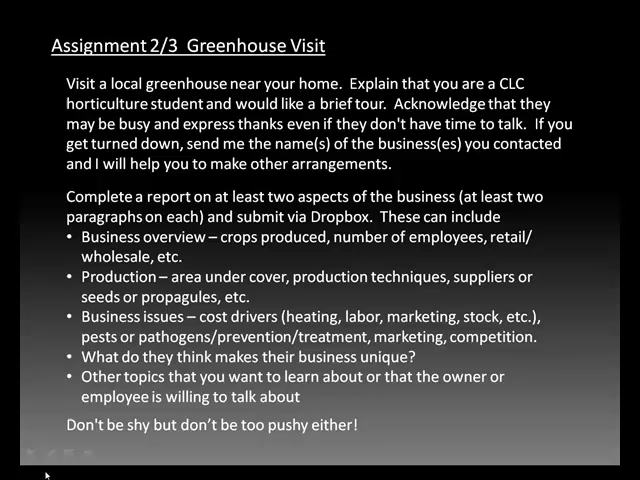 Assignment 2/3  Greenhouse Visit
Visit a local greenhouse near your home.  Explain that you are a CLC
horticulture student and would like a brief tour.  Acknowledge that they
may be busy and express thanks even if they don't have time to talk.  If you
get turned down, send me the name(s) of the business(es) you contacted
and I will help you to make other arrangements.
Complete a report on at least two aspects of the business (at least two
paragraphs on each) and submit via Dropbox.  These can include
• Business overview – crops produced, number of employees, retail/
wholesale, etc.
• Production – area under cover, production techniques, suppliers or
seeds or propagules, etc.
• Business issues – cost drivers (heating, labor, marketing, stock, etc.),
pests or pathogens/prevention/treatment, marketing, competition.
• What do they think makes their business unique?
• Other topics that you want to learn about or that the owner or
employee is willing to talk about
Don't be shy but don’t be too pushy either!